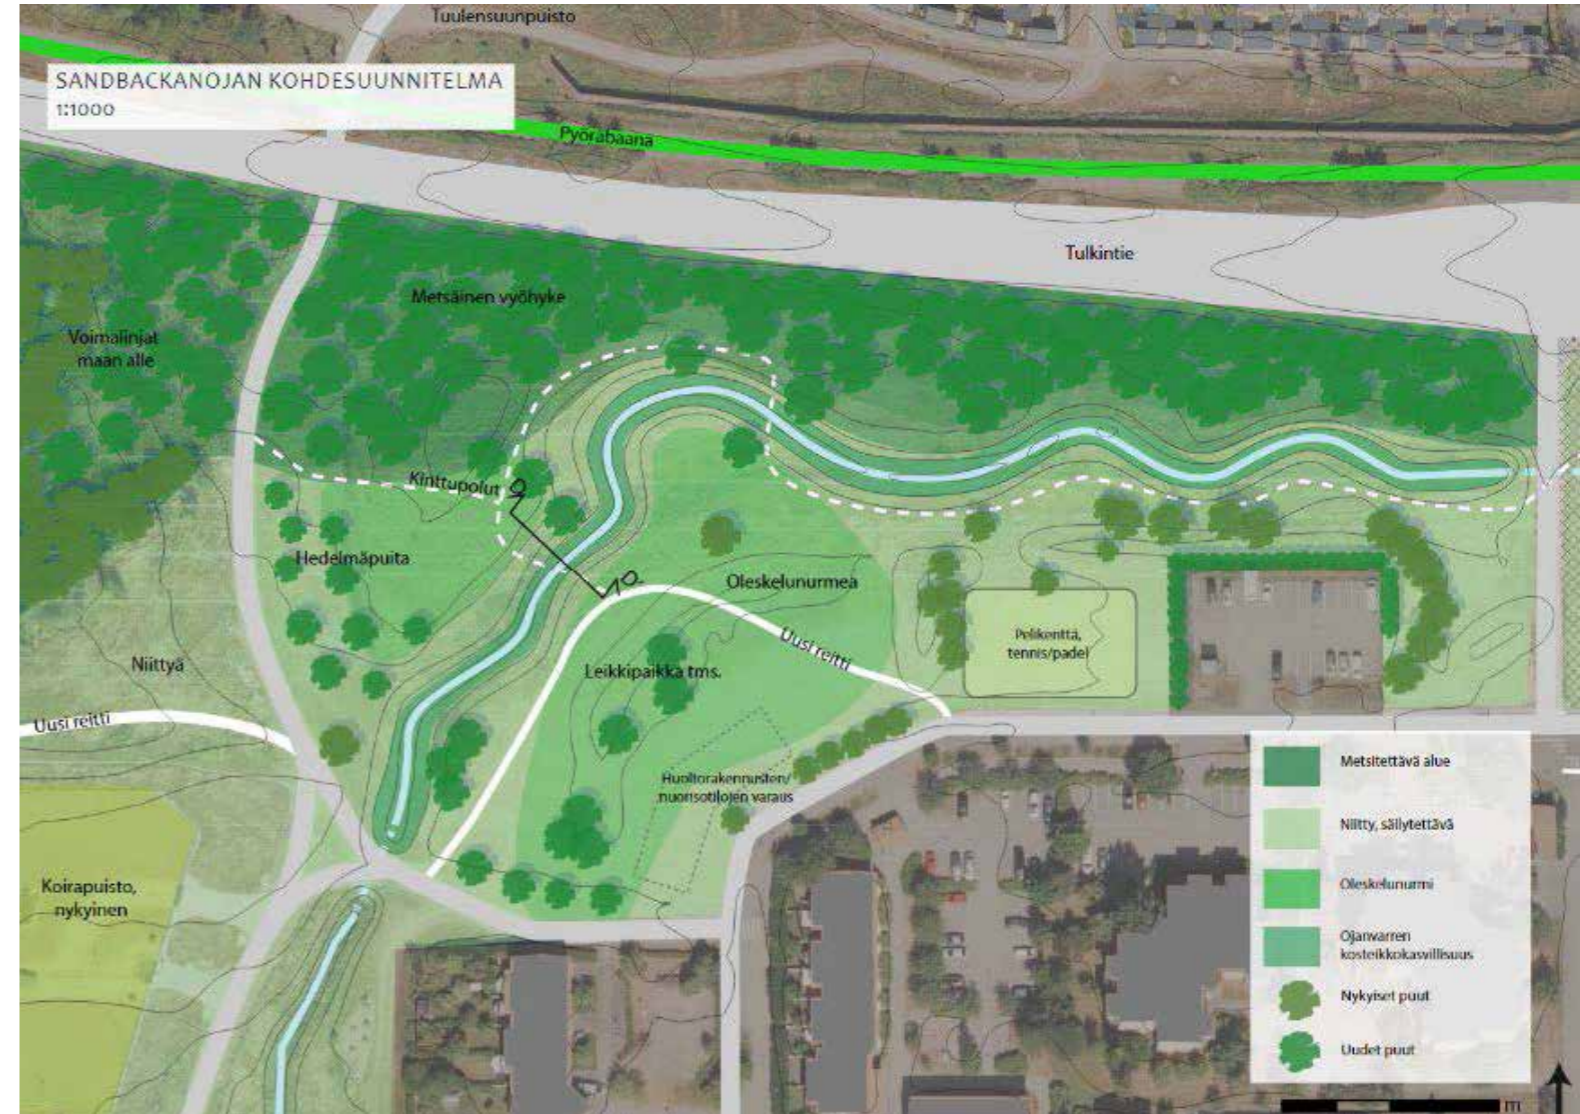 Tuulensuunpuisto
SANDBACKANOJAN KOHDESUUNNITELMA
1:1000
Pyöräbaana
Tulkintie
Metsäinen vyöhyke
Voimalinjat
maan alle
Kinttupolut
Hedelmäpuita
Oleskelunurmea
Uusi reitti
Pelikenttä,
tennis/padel
Niittyä
Leikkipaikka tms.
Uusi reitti
Huoltorakennusten/
nuorisotilojen varaus
Koirapuisto,
nykyinen
Metsitettävä alue
Niitty, säilytettävä
Oleskelunurmi
Ojanvarren
kosteikkokasvillisuus
Nykyiset puut
Uudet puut
m